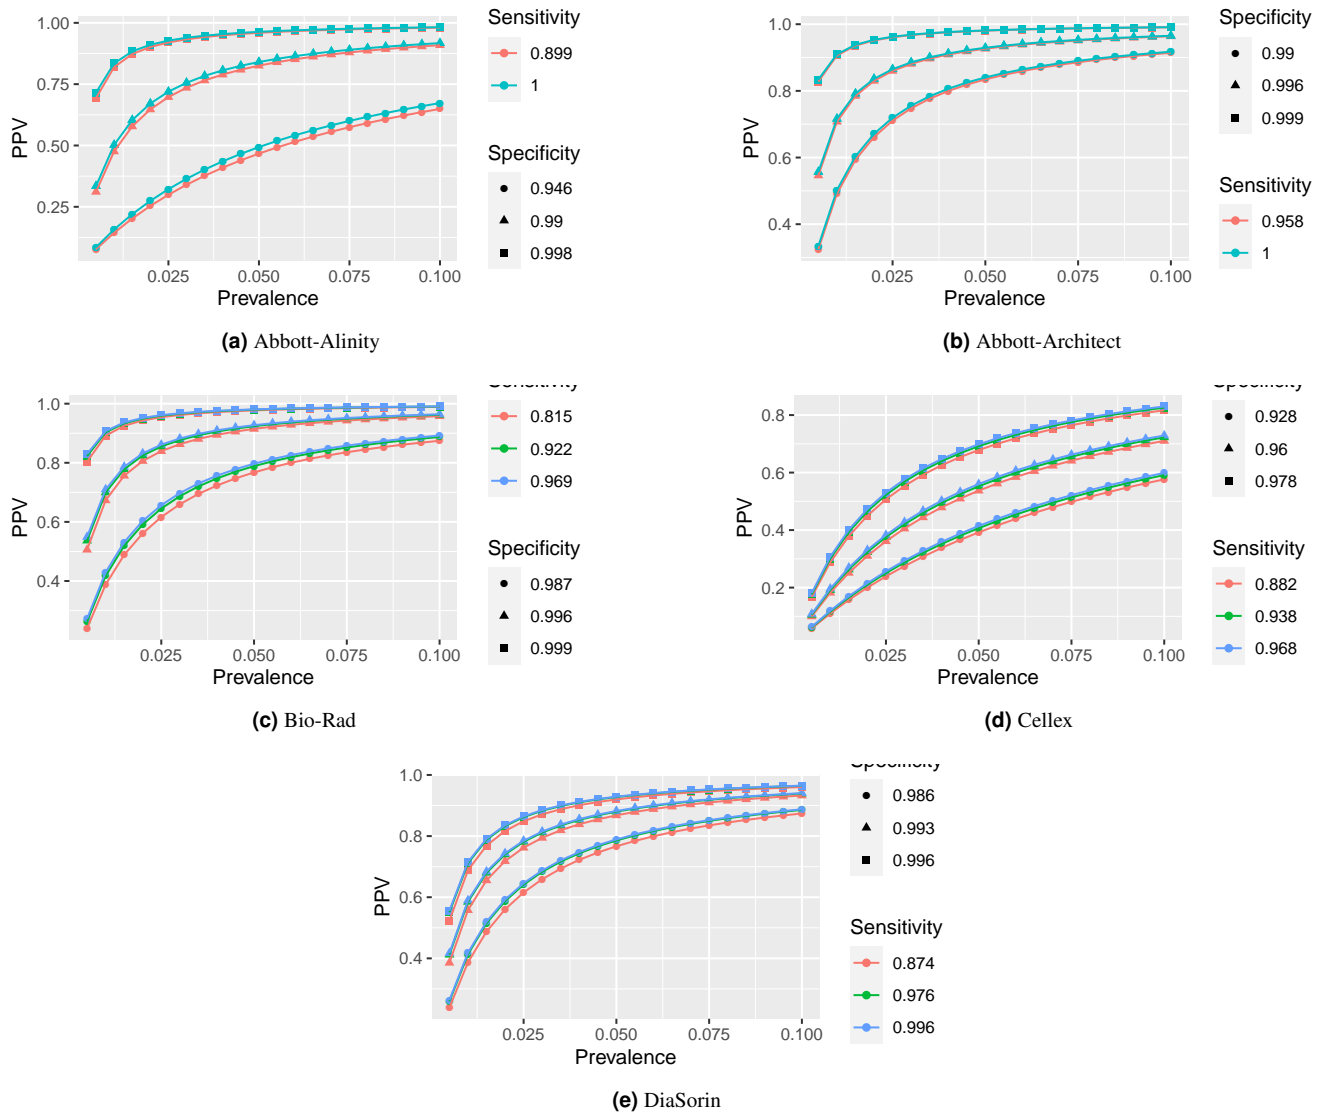 1.00
0.75
0.50
0.25
PPV
0.025
0.050
0.075
0.100
Prevalence
Sensitivity
0.899
1
Specificity
0.946
0.99
0.998
(a) Abbott-Alinity
1.0
0.8
0.6
0.4
PPV
0.025
0.050
0.075
0.100
Prevalence
Specificity
0.99
0.996
0.999
Sensitivity
0.958
1
(b) Abbott-Architect
1.0
0.8
0.6
0.4
PPV
0.025
0.050
0.075
0.100
Prevalence
Sensitivity
0.815
0.922
0.969
Specificity
0.987
0.996
0.999
(c) Bio-Rad
0.8
0.6
0.4
0.2
PPV
0.025
0.050
0.075
0.100
Prevalence
Specificity
0.928
0.96
0.978
Sensitivity
0.882
0.938
0.968
(d) Cellex
1.0
0.8
0.6
0.4
PPV
0.025
0.050
0.075
0.100
Prevalence
Specificity
0.986
0.993
0.996
Sensitivity
0.874
0.976
0.996
(e) DiaSorin